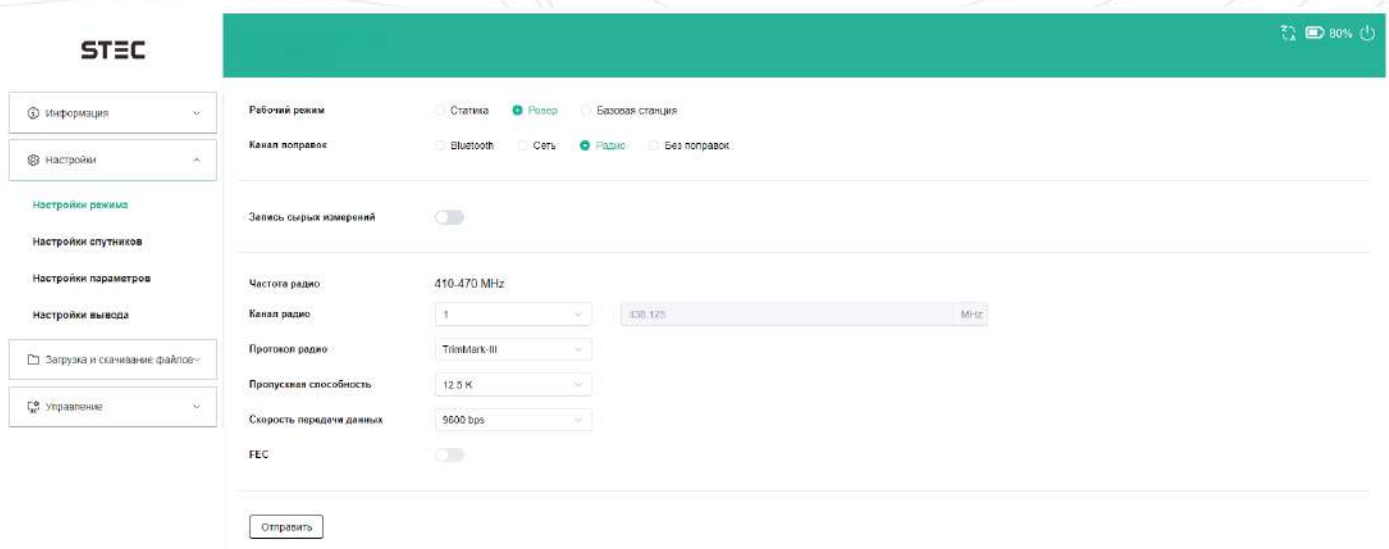 STEC
80%
Информация
Настройки
Настройки режима
Настройки спутников
Настройки параметров
Настройки вывода
Загрузка и скачивание файлов
Управление
Рабочий режим
Статика
Ровер
Базовая станция
Канал поправок
Bluetooth
Сеть
Радио
Без поправок
Запись сырых измерений
Частота радио
410-470 MHz
Канал радио
1
438.125
MHz
Протокол радио
TrimMark-III
Пропускная способность
12.5 K
Скорость передачи данных
9600 bps
FEC
Отправить